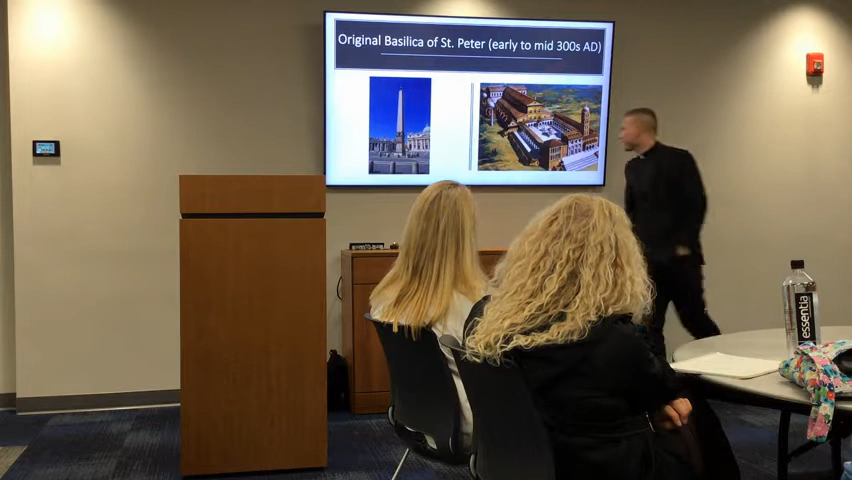 Original Basilica of St. Peter (early to mid 300s AD)
essentia